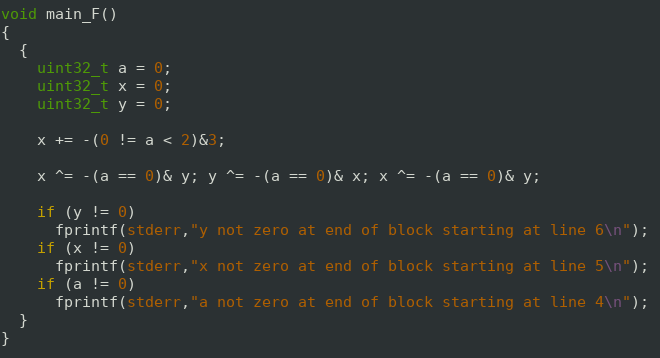 void main_F()
{
  {
    uint32_t a = 0;
    uint32_t x = 0;
    uint32_t y = 0;

    x += -(0 != a < 2)&3;

    x ^= -(a == 0)& y; y ^= -(a == 0)& x; x ^= -(a == 0)& y;

    if (y != 0)
      fprintf(stderr,"y not zero at end of block starting at line 6\n");
    if (x != 0)
      fprintf(stderr,"x not zero at end of block starting at line 5\n");
    if (a != 0)
      fprintf(stderr,"a not zero at end of block starting at line 4\n");
  }
}